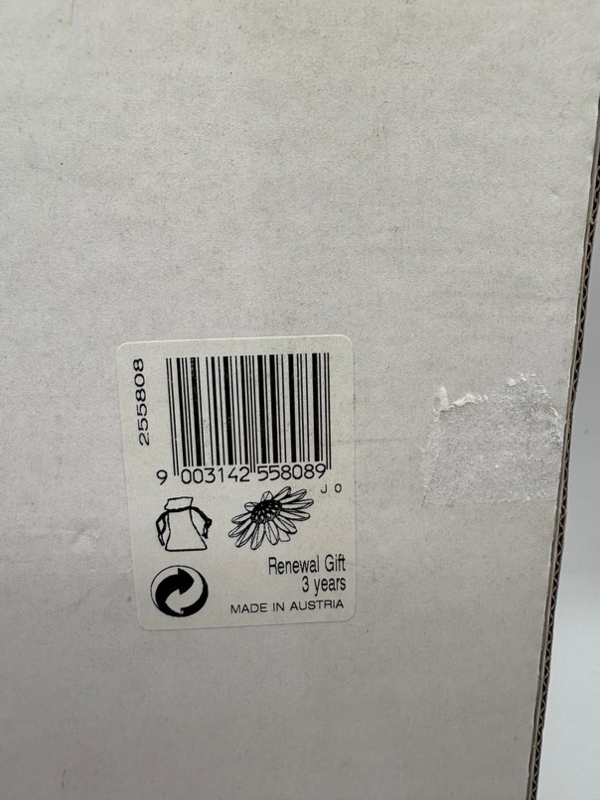 255808
9 003142 558089
J O
Renewal Gift
3 years
MADE IN AUSTRIA